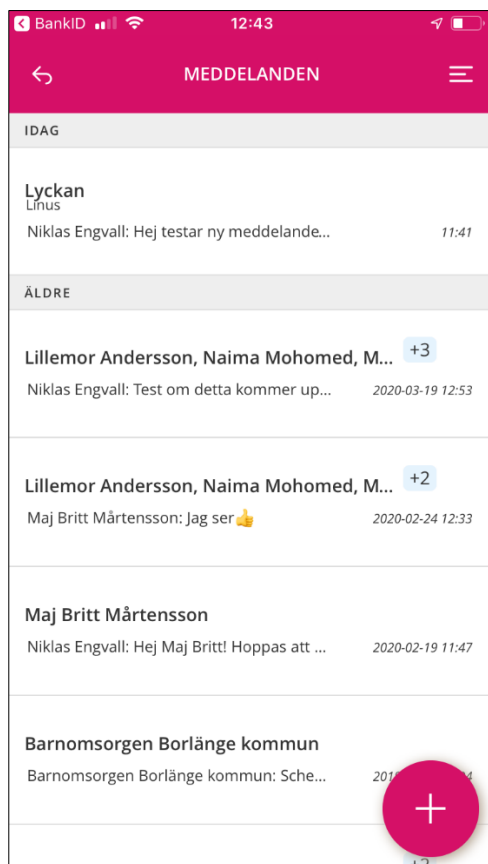 BankID 12:43
MEDDELANDEN
IDAG
Lyckan
Linus
Niklas Engvall: Hej testar ny meddelande... 11:41
ÄLDRE
Lillemor Andersson, Naima Mohomed, M... +3
Niklas Engvall: Test om detta kommer up... 2020-03-19 12:53
Lillemor Andersson, Naima Mohomed, M... +2
Maj Britt Mårtensson: Jag ser👍 2020-02-24 12:33
Maj Britt Mårtensson
Niklas Engvall: Hej Maj Britt! Hoppas att ... 2020-02-19 11:47
Barnomsorgen Borlänge kommun
Barnomsorgen Borlänge kommun: Sche...